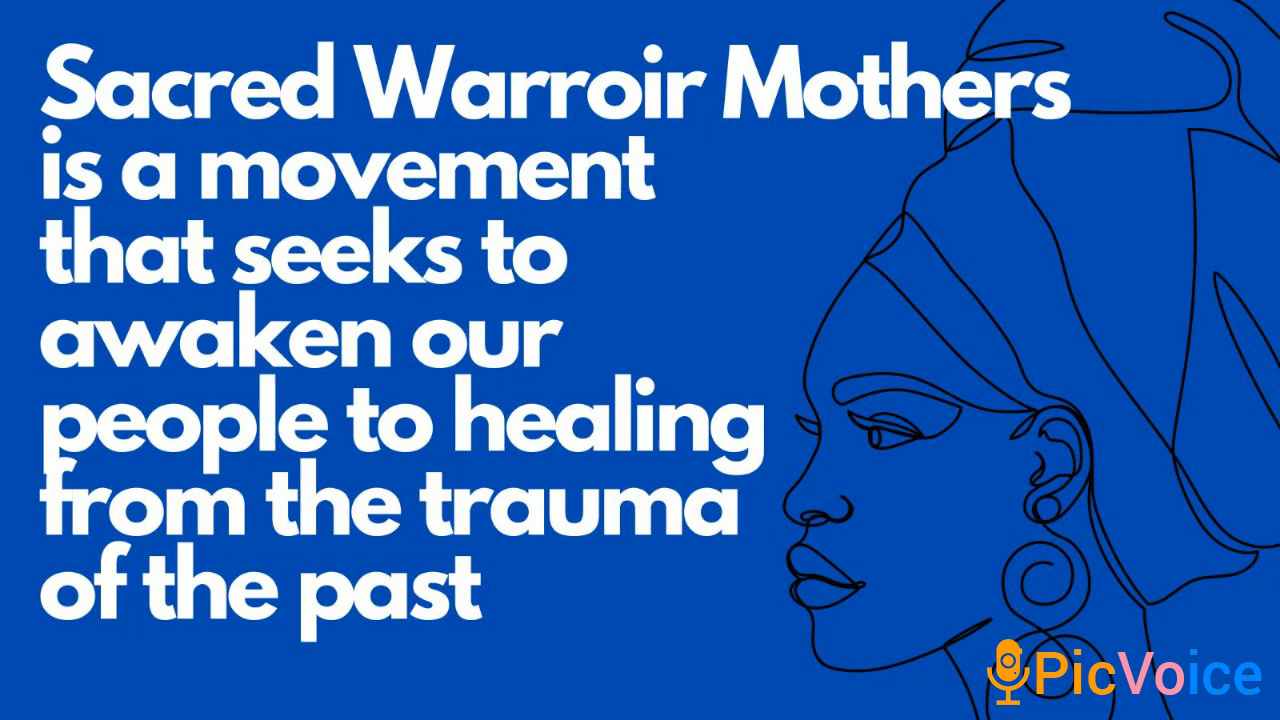 Sacred Warroir Mothers
is a movement
that seeks to
awaken our
people to healing
from the trauma
of the past
PicVoice